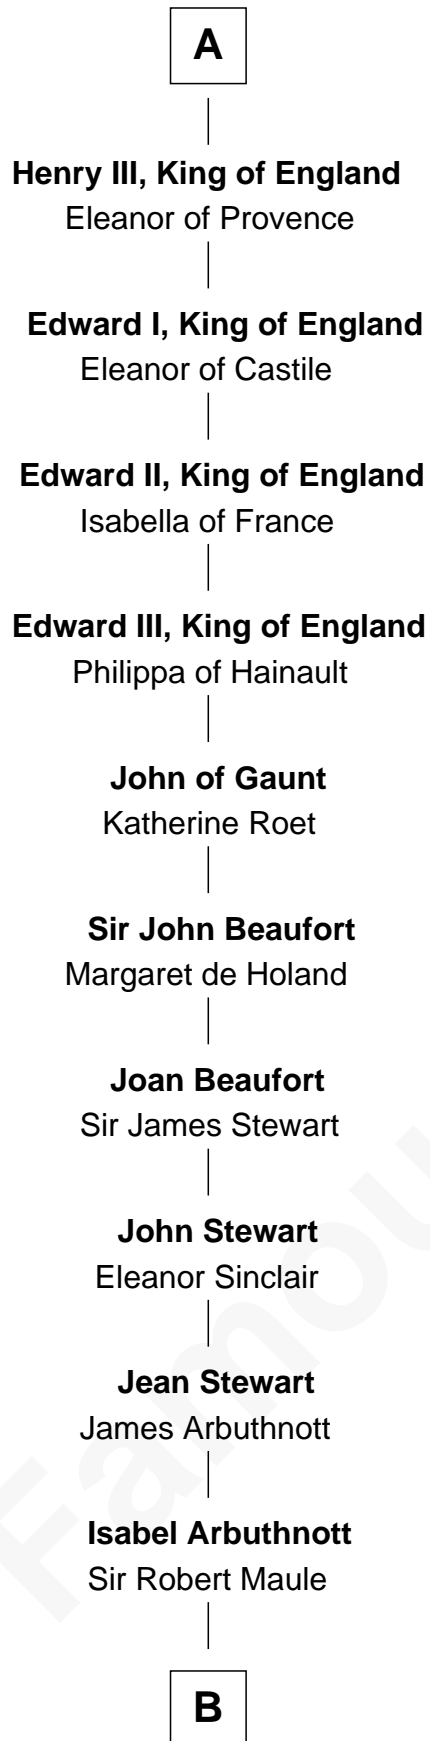 A
Henry III, King of England
Eleanor of Provence
Edward I, King of England
Eleanor of Castile
Edward II, King of England
Isabella of France
Edward III, King of England
Philippa of Hainault
John of Gaunt
Katherine Roet
Sir John Beaufort
Margaret de Holand
Joan Beaufort
Sir James Stewart
John Stewart
Eleanor Sinclair
Jean Stewart
James Arbuthnott
Isabel Arbuthnott
Sir Robert Maule
B
Famou